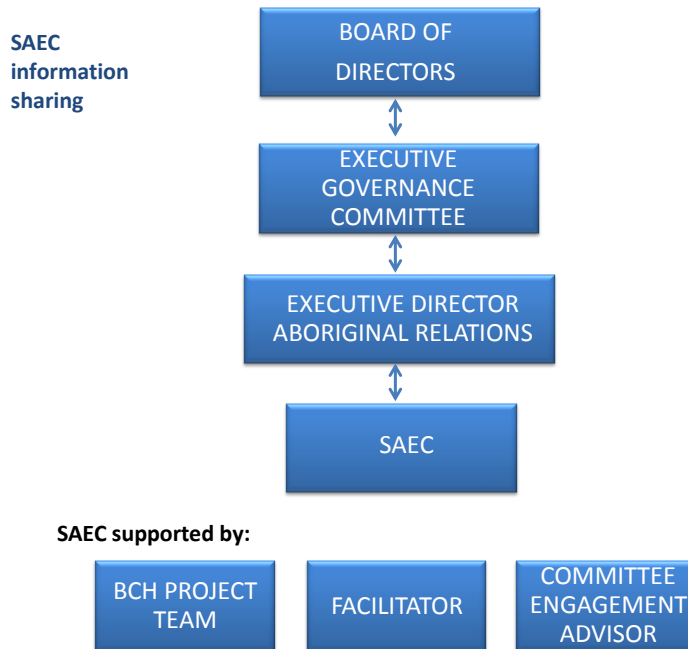 SAEC
information
sharing
BOARD OF
DIRECTORS
EXECUTIVE
GOVERNANCE
COMMITTEE
EXECUTIVE DIRECTOR
ABORIGINAL RELATIONS
SAEC
SAEC supported by:
BCH PROJECT
TEAM
FACILITATOR
COMMITTEE
ENGAGEMENT
ADVISOR